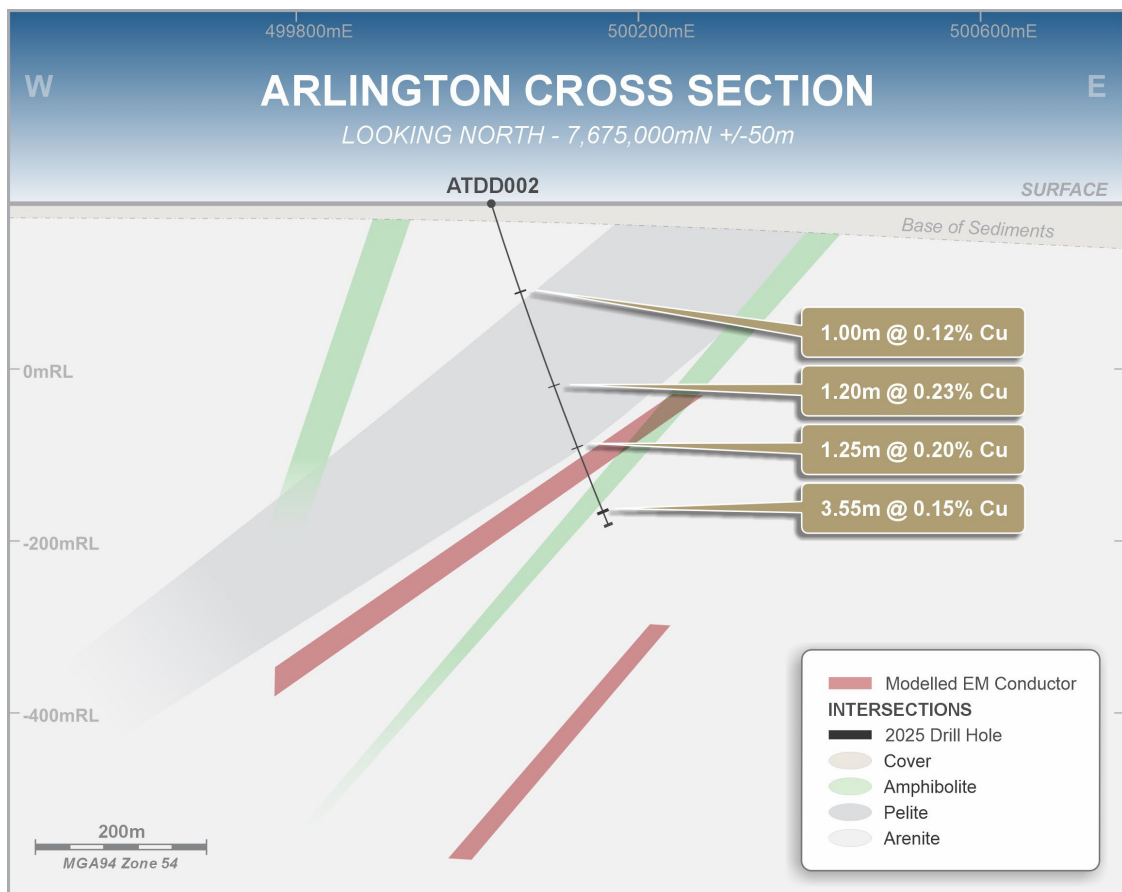 499800mE
500200mE
500600mE
W
E
ARLINGTON CROSS SECTION
LOOKING NORTH - 7,675,000mN +/-50m
ATDD002
SURFACE
Base of Sediments
1.00m @ 0.12% Cu
0mRL
1.20m @ 0.23% Cu
1.25m @ 0.20% Cu
3.55m @ 0.15% Cu
-200mRL
-400mRL
Modelled EM Conductor
INTERSECTIONS
2025 Drill Hole
Cover
Amphibolite
Pelite
Arenite
200m
MGA94 Zone 54